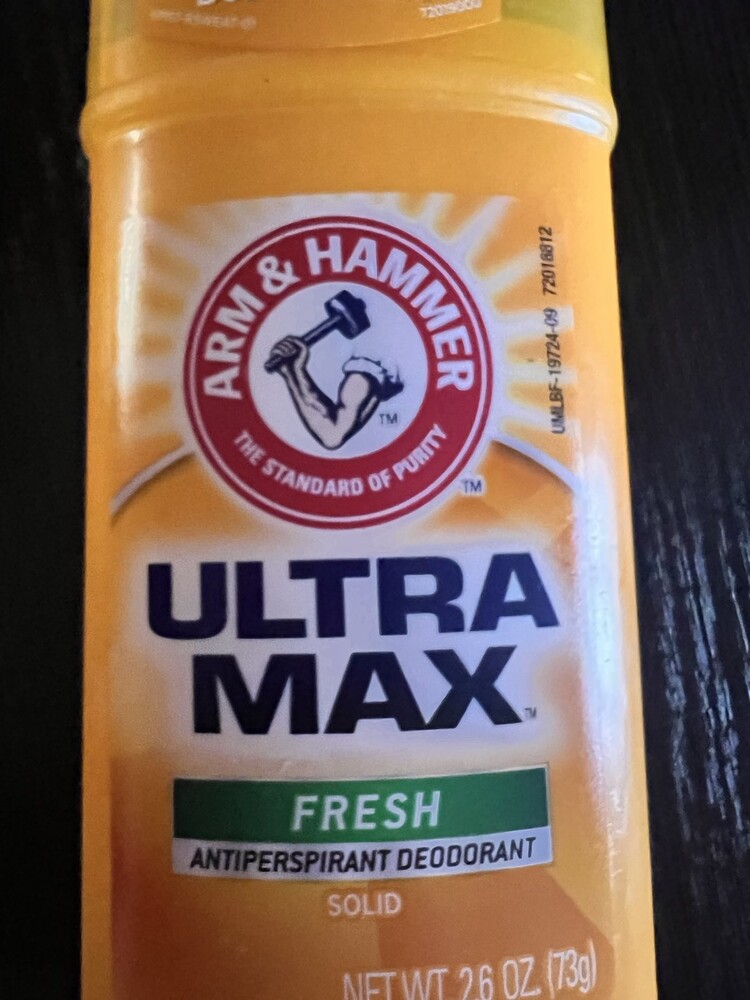 72019000
ARM & HAMMER
THE STANDARD OF PURITY
TM
TM
UMLBF-19724-09 72016812
ULTRA
MAX
TM
FRESH
ANTIPERSPIRANT DEODORANT
SOLID
NET WT. 2.6 OZ. (73g)